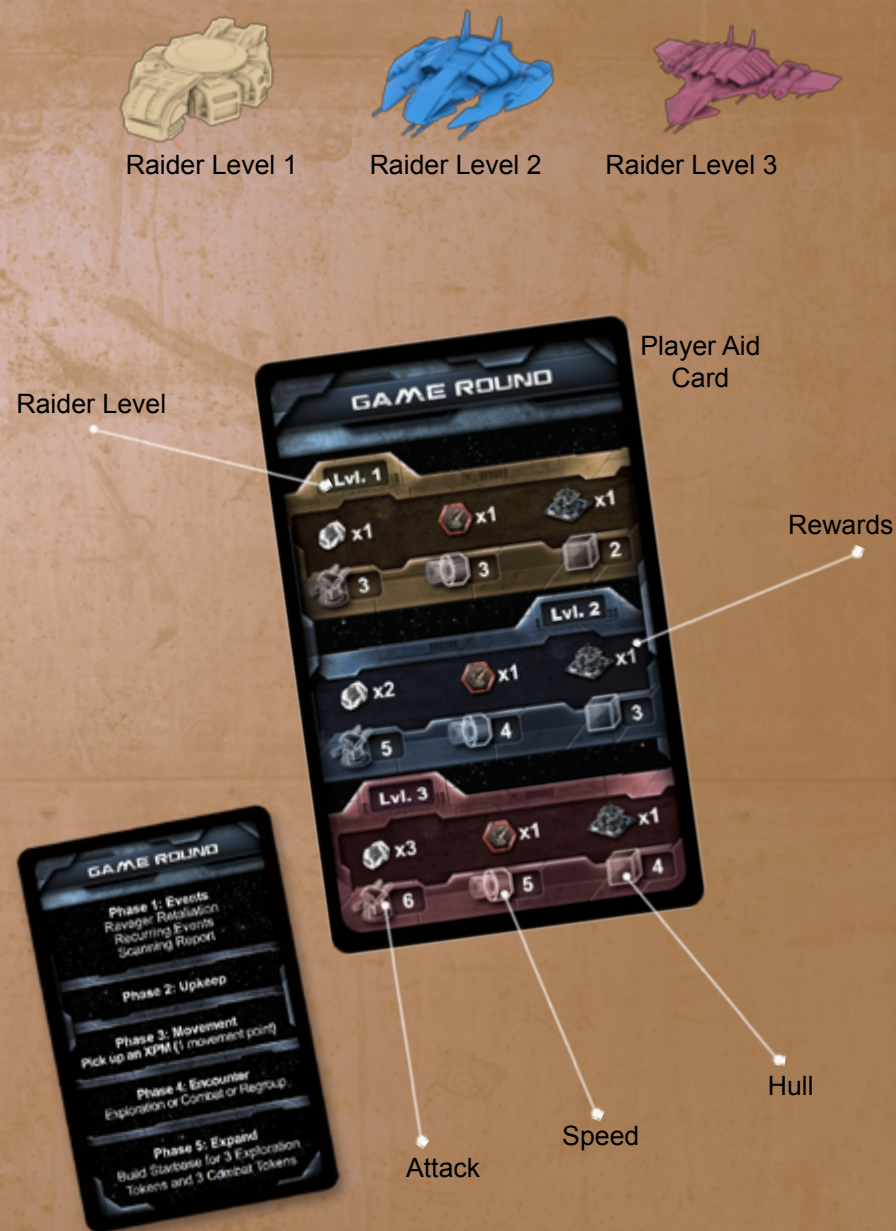 Raider Level 1
Raider Level 2
Raider Level 3
Player Aid
Card
Raider Level
Rewards
GAME ROUND
Lvl. 1
x1
x1
x1
3
3
2
Lvl. 2
x2
x1
x1
5
4
3
Lvl. 3
x3
x1
x1
6
5
4
Hull
Speed
Attack
GAME ROUND
Phase 1: Events
Ravager Retaliation
Recurring Events
Scanning Report
Phase 2: Upkeep
Phase 3: Movement
Pick up an XPM (1 movement point)
Phase 4: Encounter
Exploration or Combat or Regroup
Phase 5: Expand
Build Starbase for 3 Exploration
Tokens and 3 Combat Tokens